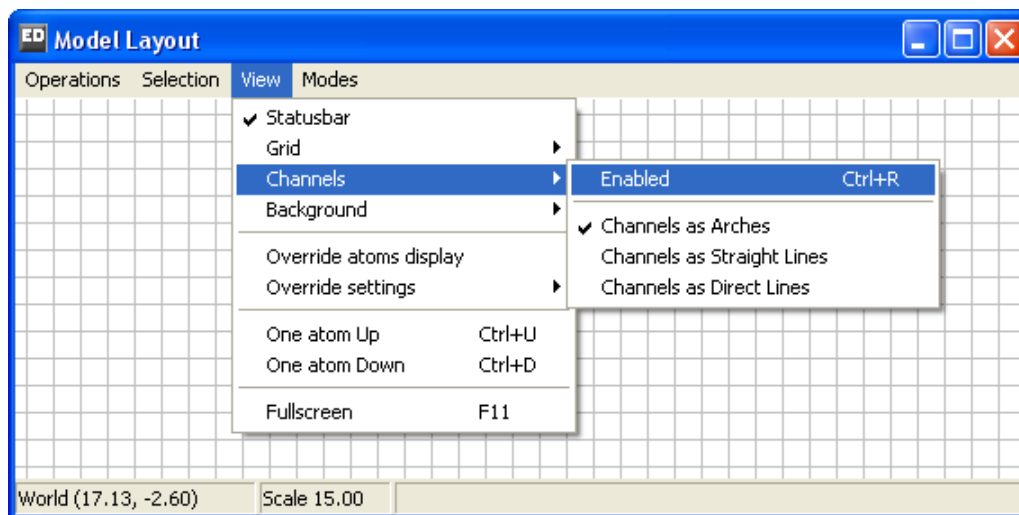 ED Model Layout
Operations Selection View Modes
Statusbar
Grid
Channels
Background
Override atoms display
Override settings
One atom Up Ctrl+U
One atom Down Ctrl+D
Fullscreen F11
Enabled Ctrl+R
Channels as Arches
Channels as Straight Lines
Channels as Direct Lines
World (17.13, -2.60) Scale 15.00